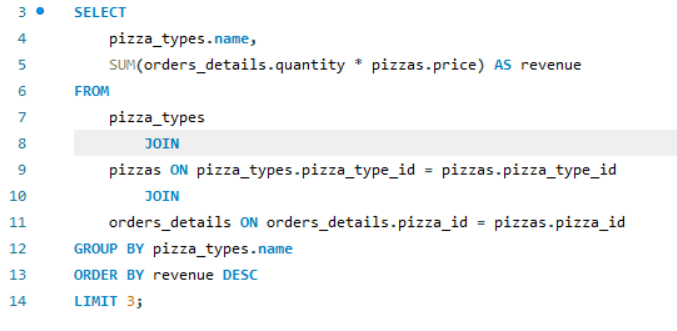 3 SELECT
4 pizza_types.name,
5 SUM(orders_details.quantity * pizzas.price) AS revenue
6 FROM
7 pizza_types
8 JOIN
9 pizzas ON pizza_types.pizza_type_id = pizzas.pizza_type_id
10 JOIN
11 orders_details ON orders_details.pizza_id = pizzas.pizza_id
12 GROUP BY pizza_types.name
13 ORDER BY revenue DESC
14 LIMIT 3;